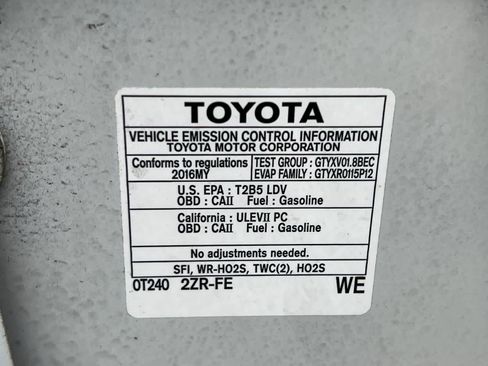 TOYOTA
VEHICLE EMISSION CONTROL INFORMATION
TOYOTA MOTOR CORPORATION
Conforms to regulations
2016MY
TEST GROUP : GTYXV01.8BEC
EVAP FAMILY : GTYXR0115P12
U.S. EPA : T2B5 LDV
OBD : CAII Fuel : Gasoline
California : ULEVII PC
OBD : CAII Fuel : Gasoline
No adjustments needed.
SFI, WR-HO2S, TWC(2), HO2S
0T240 2ZR-FE WE